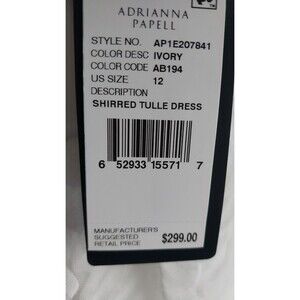 ADRIANNA
PAPELL
STYLE NO. AP1E207841
COLOR DESC IVORY
COLOR CODE AB194
US SIZE 12
DESCRIPTION
SHIRRED TULLE DRESS
6 52933 15571 7
MANUFACTURER'S
SUGGESTED
RETAIL PRICE $299.00